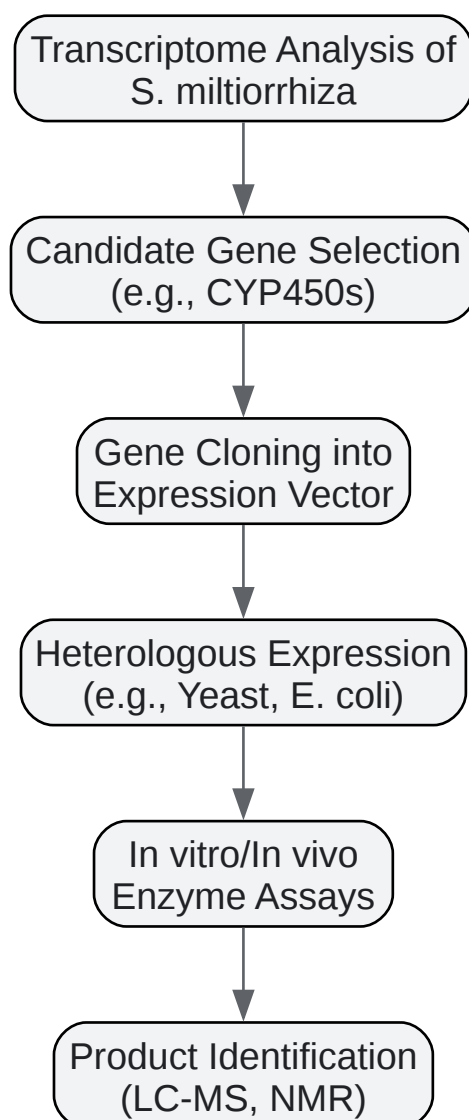 Transcriptome Analysis of
S. miltiorrhiza
Candidate Gene Selection
(e.g., CYP450s)
Gene Cloning into
Expression Vector
Heterologous Expression
(e.g., Yeast, E. coli)
In vitro/In vivo
Enzyme Assays
Product Identification
(LC-MS, NMR)